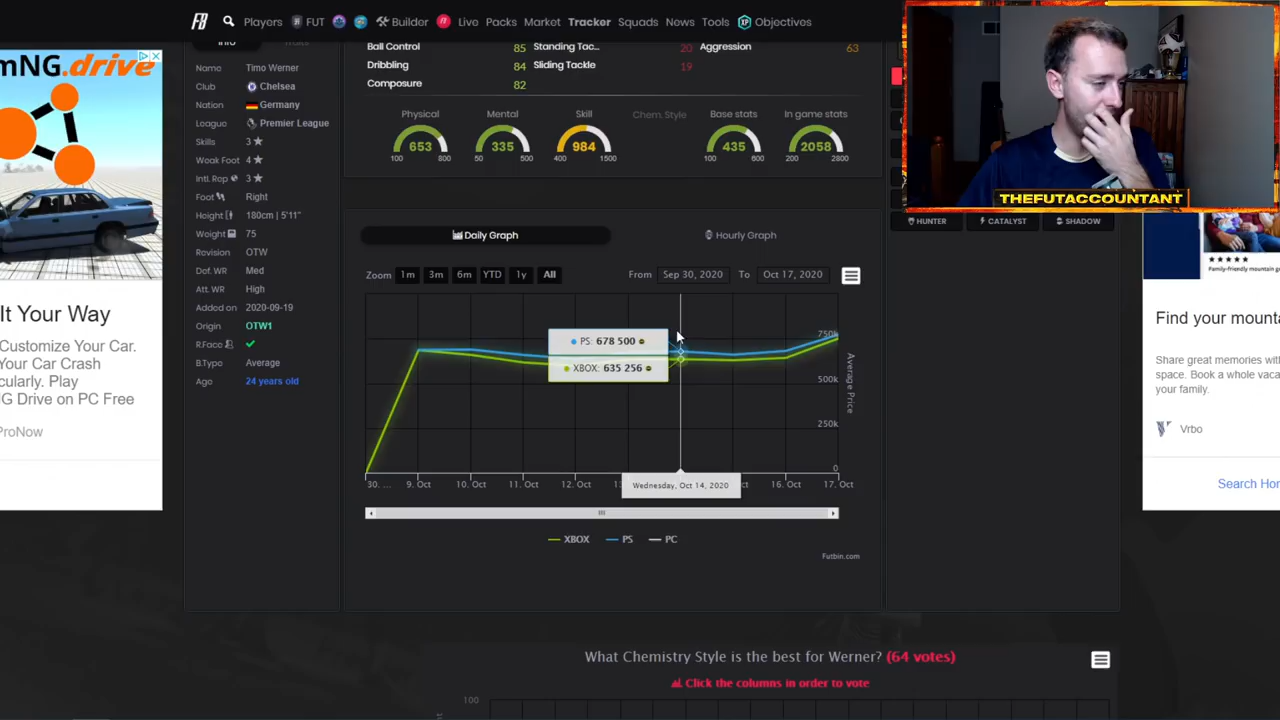 Players FUT Builder Live Packs Market Tracker Squads News Tools Objectives
mNG.drive
It Your Way
Customize Your Car.
Your Car Crash
cularly. Play
NG Drive on PC Free
ProNow
Info
Traits
Name Timo Werner
Club Chelsea
Nation Germany
League Premier League
Skills 3
Weak Foot 4
Intl. Rep 3
Foot Right
Height 180cm | 5'11"
Weight 75
Revision OTW
Def. WR Med
Att. WR High
Added on 2020-09-19
Origin OTW1
R.Face
B.Type Average
Age 24 years old
Ball Control 85 Standing Tac... 20 Aggression 63
Dribbling 84 Sliding Tackle 19
Composure 82
Physical Mental Skill Chem. Style Base stats In game stats
653 335 984 435 2058
100 800 50 500 400 1500 100 600 200 2800
Daily Graph Hourly Graph
Zoom 1m 3m 6m YTD 1y All From Sep 30, 2020 To Oct 17, 2020
PS: 678 500
XBOX: 635 256
750k
500k
250k
0
Average Price
30. ... 9. Oct 10. Oct 11. Oct 12. Oct 16. Oct 17. Oct
Wednesday, Oct 14, 2020
XBOX PS PC
Futbin.com
What Chemistry Style is the best for Werner? (64 votes)
Click the columns in order to vote
100
THEFUTACCOUNTANT
HUNTER CATALYST SHADOW
Family-friendly mountain
Find your mounta
Share great memories with
space. Book a whole vaca
your family.
Vrbo
Search Hor